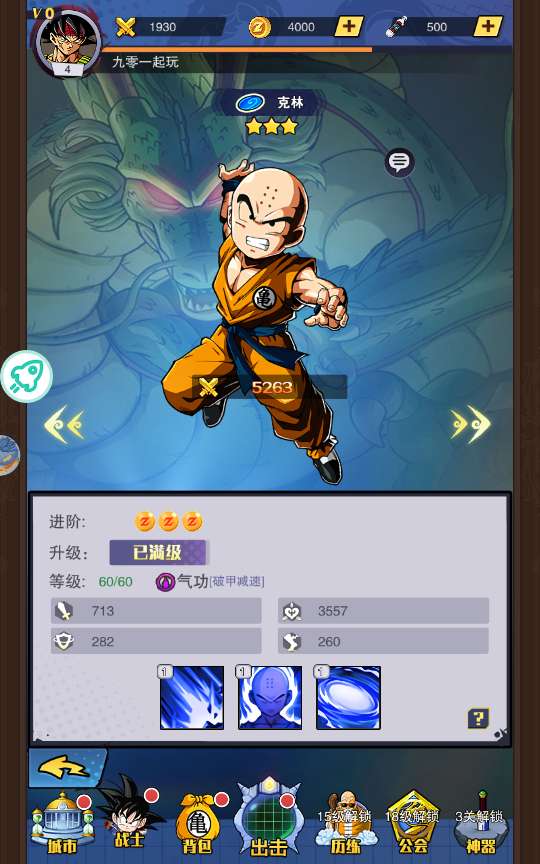 V0
1930
4000
500
4
九零一起玩
克林
龟
5263
进阶:
升级: 已满级
等级: 60/60 气功[破甲减速]
713
3557
282
260
1
1
1
?
15级解锁
18级解锁
3关解锁
城市
战士
背包
出击
历练
公会
神器